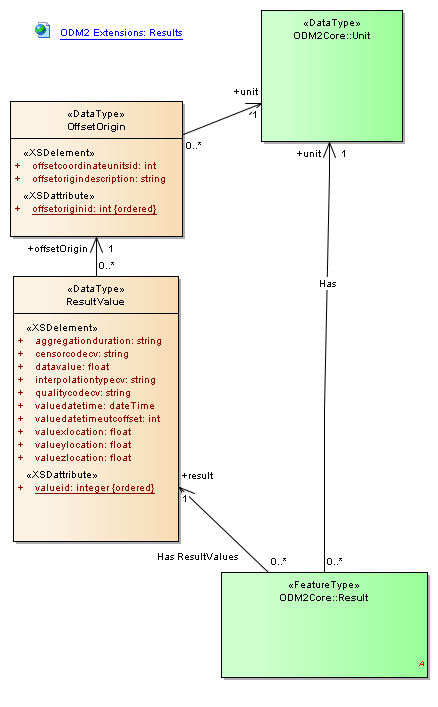 ODM2 Extensions: Results
«DataType»
ODM2Core::Unit
+unit
1
0..*
«DataType»
OffsetOrigin
«XSDelement»
+ offsetcoordinateunitsid: int
+ offsetorigindescription: string
«XSDattribute»
+ offsetoriginid: int {ordered}
+unit 1
+offsetOrigin 1
0..*
Has
«DataType»
ResultValue
«XSDelement»
+ aggregationduration: string
+ censorcodecv: string
+ datavalue: float
+ interpolationtypecv: string
+ qualitycodecv: string
+ valuedatetime: dateTime
+ valuedatetimeutcoffset: int
+ valuexlocation: float
+ valueylocation: float
+ valuezlocation: float
«XSDattribute»
+ valueid: integer {ordered}
+result
1
Has ResultValues
0..* 0..*
«FeatureType»
ODM2Core::Result
A